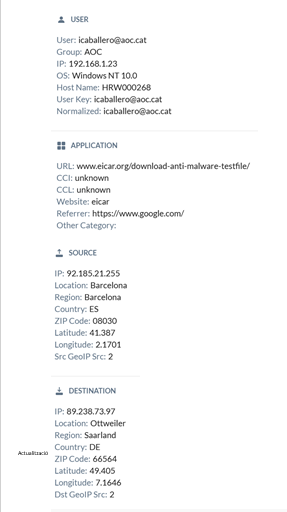 USER
User: icaballero@aoc.cat
Group: AOC
IP: 192.168.1.23
OS: Windows NT 10.0
Host Name: HRW000268
User Key: icaballero@aoc.cat
Normalized: icaballero@aoc.cat
APPLICATION
URL: www.eicar.org/download-anti-malware-testfile/
CCI: unknown
CCL: unknown
Website: eicar
Referrer: https://www.google.com/
Other Category:
SOURCE
IP: 92.185.21.255
Location: Barcelona
Region: Barcelona
Country: ES
ZIP Code: 08030
Latitude: 41.387
Longitude: 2.1701
Src GeoIP Src: 2
DESTINATION
IP: 89.238.73.97
Location: Ottweiler
Region: Saarland
Actualizació
Country: DE
ZIP Code: 66564
Latitude: 49.405
Longitude: 7.1646
Dst GeoIP Src: 2